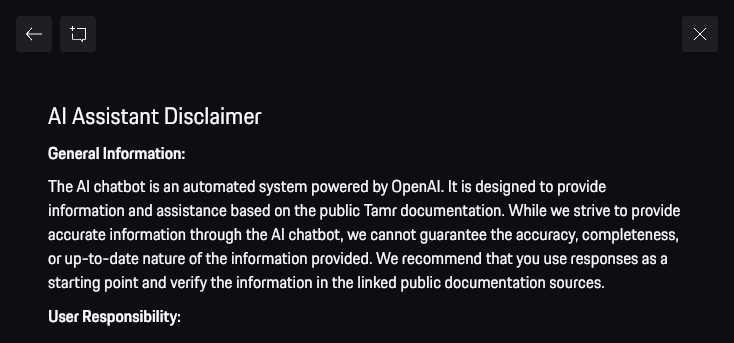 AI Assistant Disclaimer
General Information:
The AI chatbot is an automated system powered by OpenAI. It is designed to provide
information and assistance based on the public Tamr documentation. While we strive to provide
accurate information through the AI chatbot, we cannot guarantee the accuracy, completeness,
or up-to-date nature of the information provided. We recommend that you use responses as a
starting point and verify the information in the linked public documentation sources.
User Responsibility: